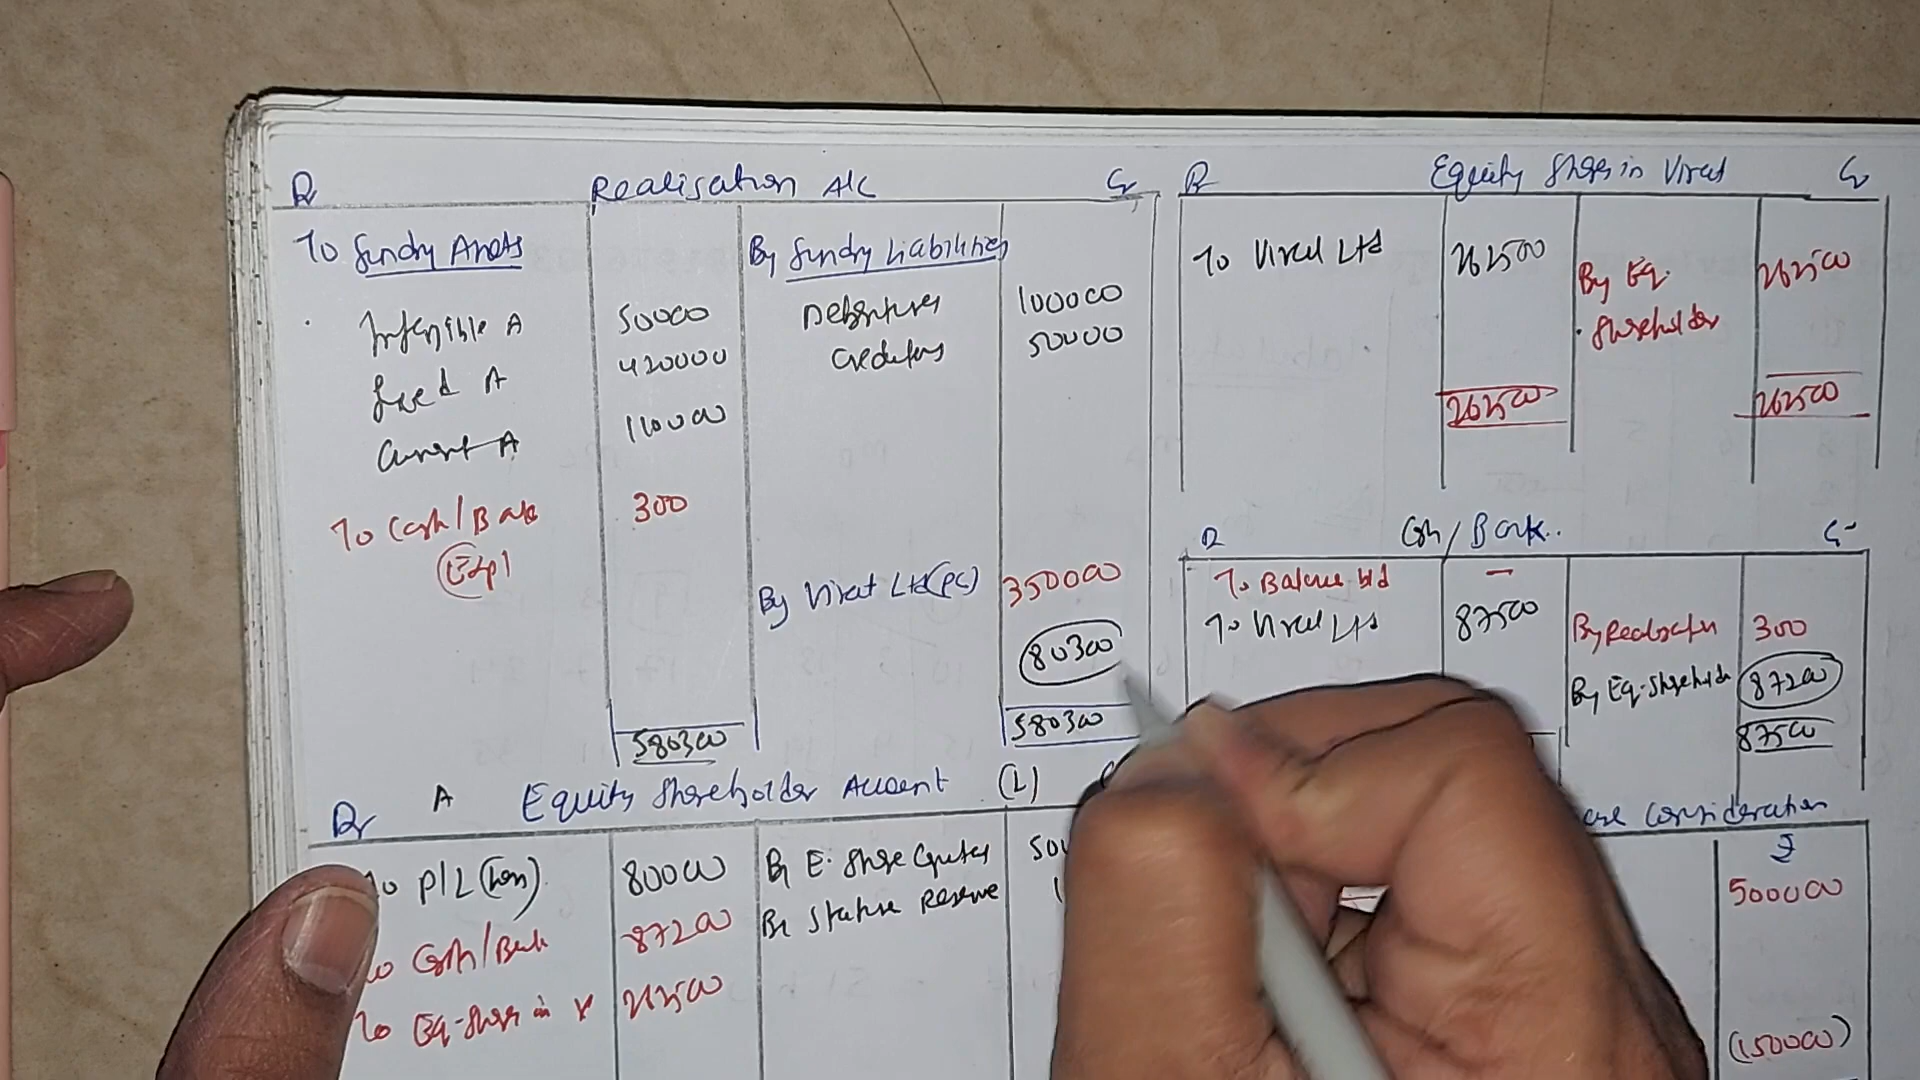 Dr Realisation A/C Cr
To Sundry Assets By Sundry Liabilities
Intangible A 50000 Debentures 100000
Fixed A 420000 Creditors 50000
Current A 110000
To Cash/Bank 300
(Exp)
By Virat Ltd (PC) 350000
80300
580300 580300
Dr Equity Shares in Virat Cr
To Virat Ltd 262500 By Eq. 262500
Shareholder
262500 262500
Dr Cash/Bank.. Cr
To Balance b/d -
To Virat Ltd 87500 By Realisation 300
By Eq. Shareholder 87200
87500
A Equity Shareholder Account (L)
Dr
To P/L (Loss) 80000 By E. Share Capital
To Cash/Bank 87200 By Reserve
To Eq-Shares in V 262500
Consideration
₹
500000
(150000)